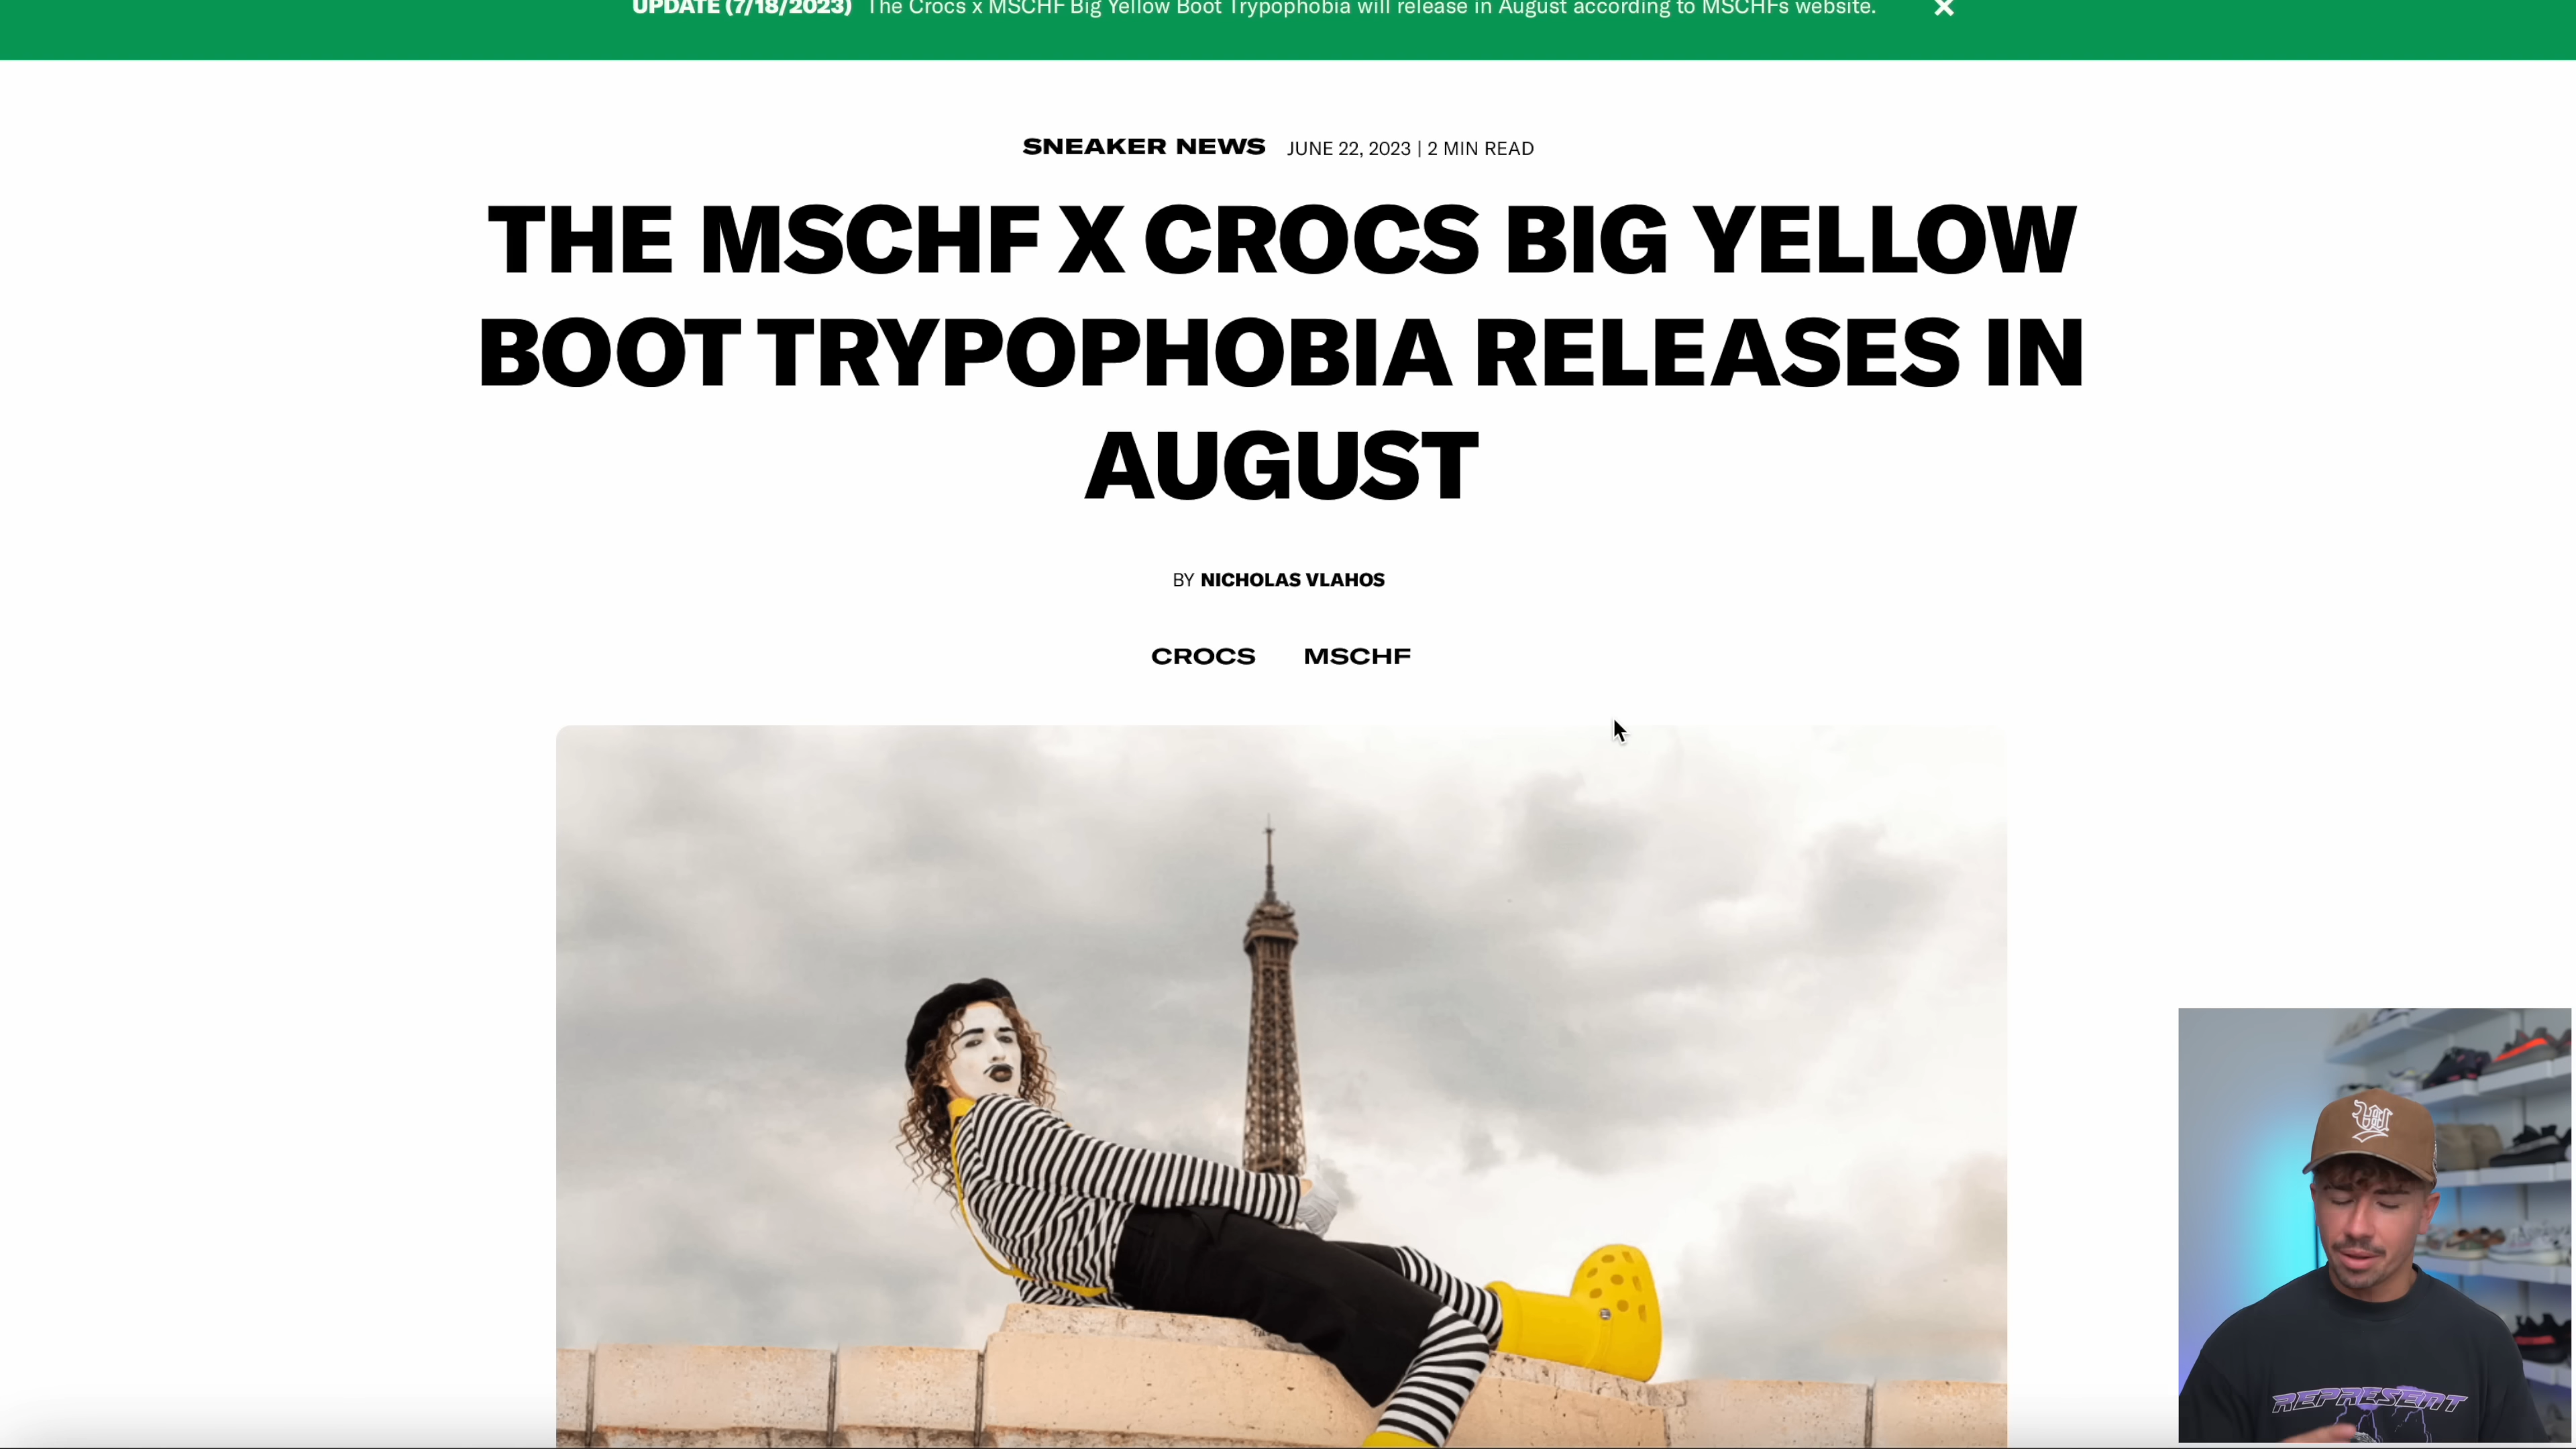 UPDATE (7/18/2023) The Crocs x MSCHF Big Yellow Boot Trypophobia will release in August according to MSCHFs website.
SNEAKER NEWS JUNE 22, 2023 | 2 MIN READ
THE MSCHF X CROCS BIG YELLOW
BOOT TRYPOPHOBIA RELEASES IN
AUGUST
BY NICHOLAS VLAHOS
CROCS MSCHF
REPRESENT